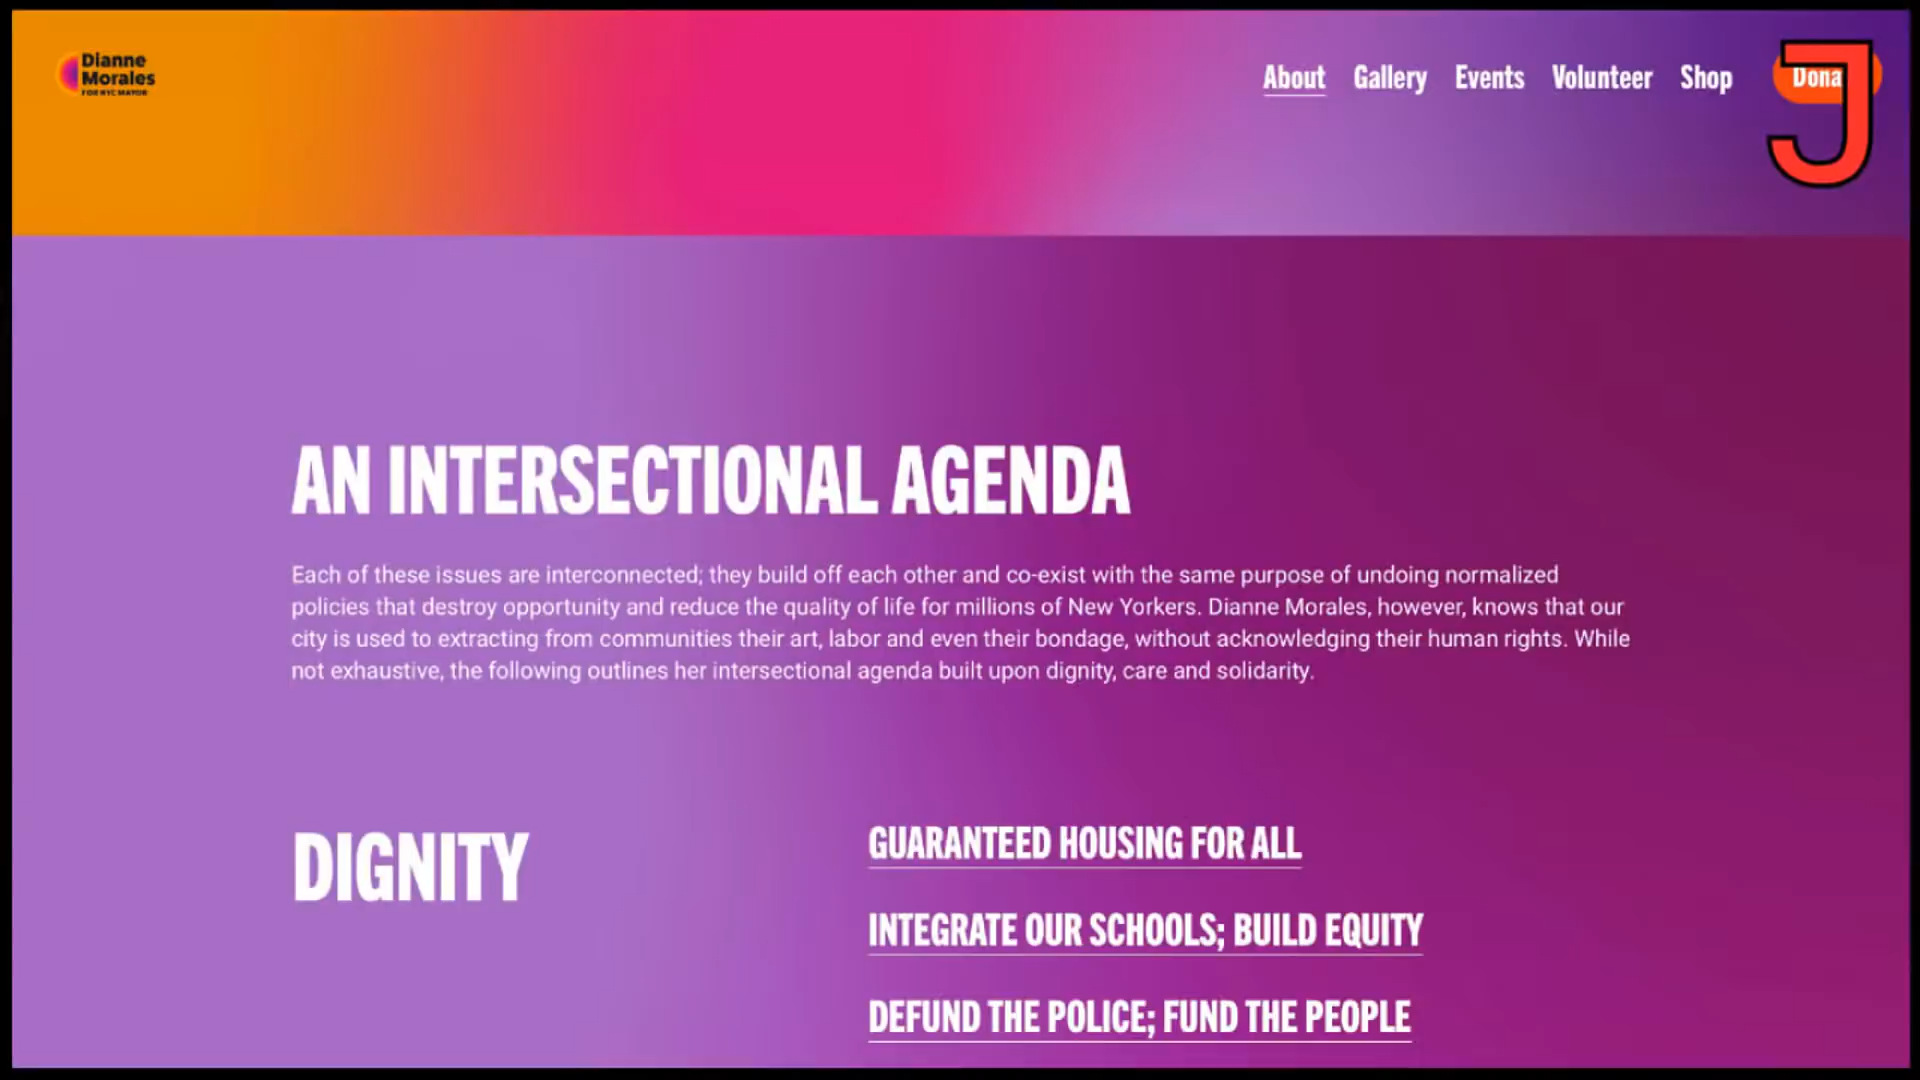 Dianne
Morales
FOR NYC MAYOR
About Gallery Events Volunteer Shop Dona
J
AN INTERSECTIONAL AGENDA
Each of these issues are interconnected; they build off each other and co-exist with the same purpose of undoing normalized
policies that destroy opportunity and reduce the quality of life for millions of New Yorkers. Dianne Morales, however, knows that our
city is used to extracting from communities their art, labor and even their bondage, without acknowledging their human rights. While
not exhaustive, the following outlines her intersectional agenda built upon dignity, care and solidarity.
DIGNITY
GUARANTEED HOUSING FOR ALL
INTEGRATE OUR SCHOOLS; BUILD EQUITY
DEFUND THE POLICE; FUND THE PEOPLE